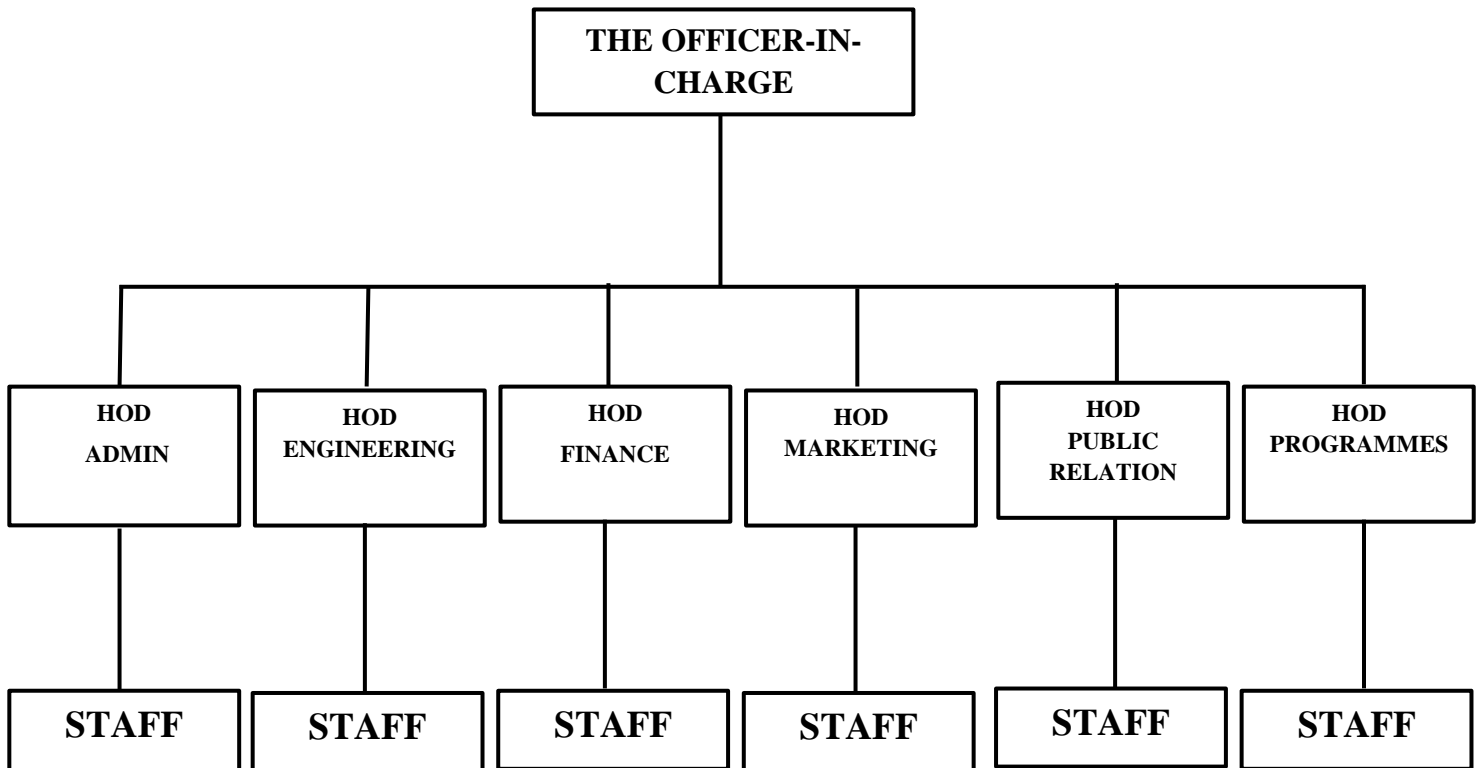 THE OFFICER-IN-
CHARGE
HOD
ADMIN
HOD
ENGINEERING
HOD
FINANCE
HOD
MARKETING
HOD
PUBLIC
RELATION
HOD
PROGRAMMES
STAFF
STAFF
STAFF
STAFF
STAFF
STAFF